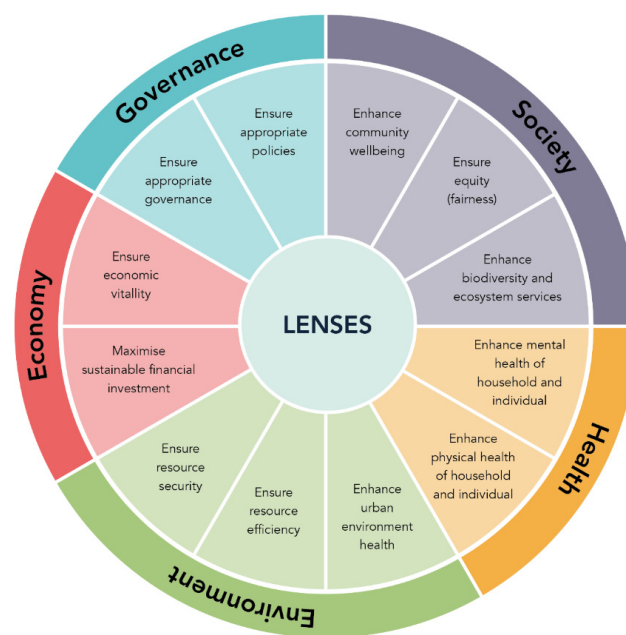 Governance
Society
Health
Environment
Economy
LENSES
Enhance
community
wellbeing
Ensure
equity
(fairness)
Enhance
biodiversity and
ecosystem services
Enhance mental
health of
household and
individual
Enhance
physical health
of household
and individual
Enhance
urban
environment
health
Ensure
resource
efficiency
Ensure
resource
security
Maximise
sustainable financial
investment
Ensure
economic
vitallity
Ensure
appropriate
governance
Ensure
appropriate
policies